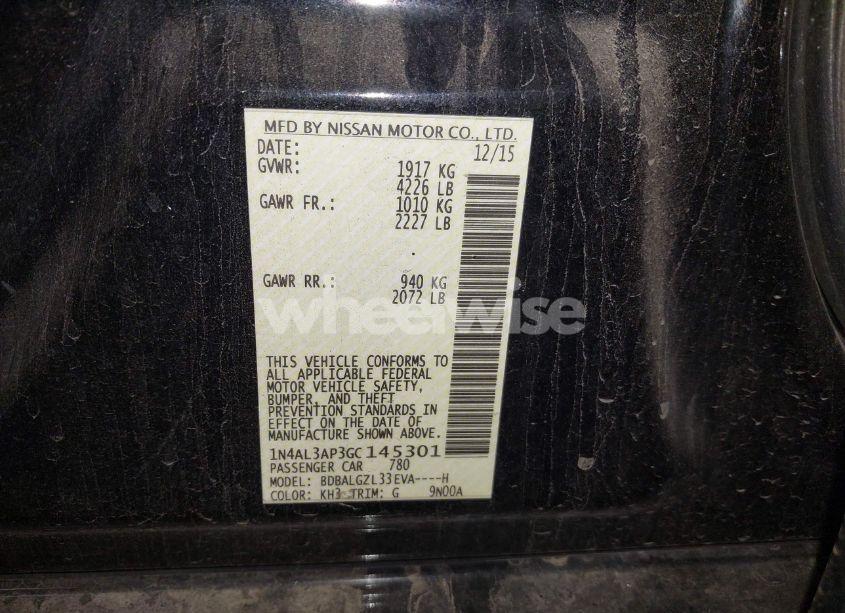 MFD BY NISSAN MOTOR CO., LTD.
DATE: 12/15
GVWR: 1917 KG
4226 LB
GAWR FR.: 1010 KG
2227 LB
GAWR RR.: 940 KG
2072 LB
wheelwise
THIS VEHICLE CONFORMS TO
ALL APPLICABLE FEDERAL
MOTOR VEHICLE SAFETY,
BUMPER, AND THEFT
PREVENTION STANDARDS IN
EFFECT ON THE DATE OF
MANUFACTURE SHOWN ABOVE.
1N4AL3AP3GC145301
PASSENGER CAR 780
MODEL: BDBALGZL33EVA----H
COLOR: KH3 TRIM: G 9N00A